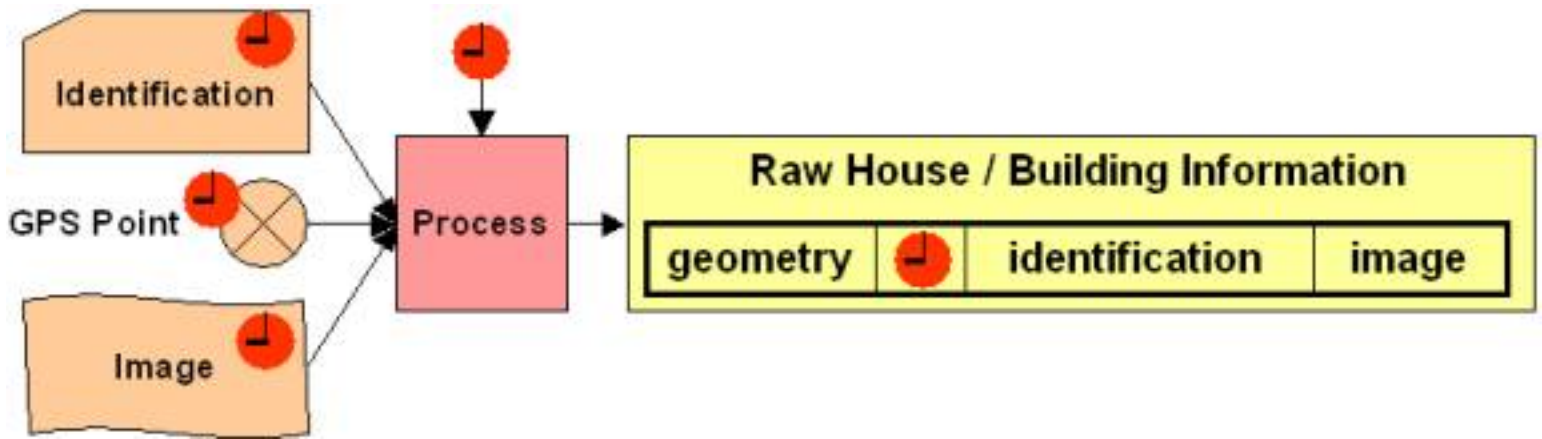 Identification
GPS Point
Image
Process
Raw House / Building Information
geometry
identification
image